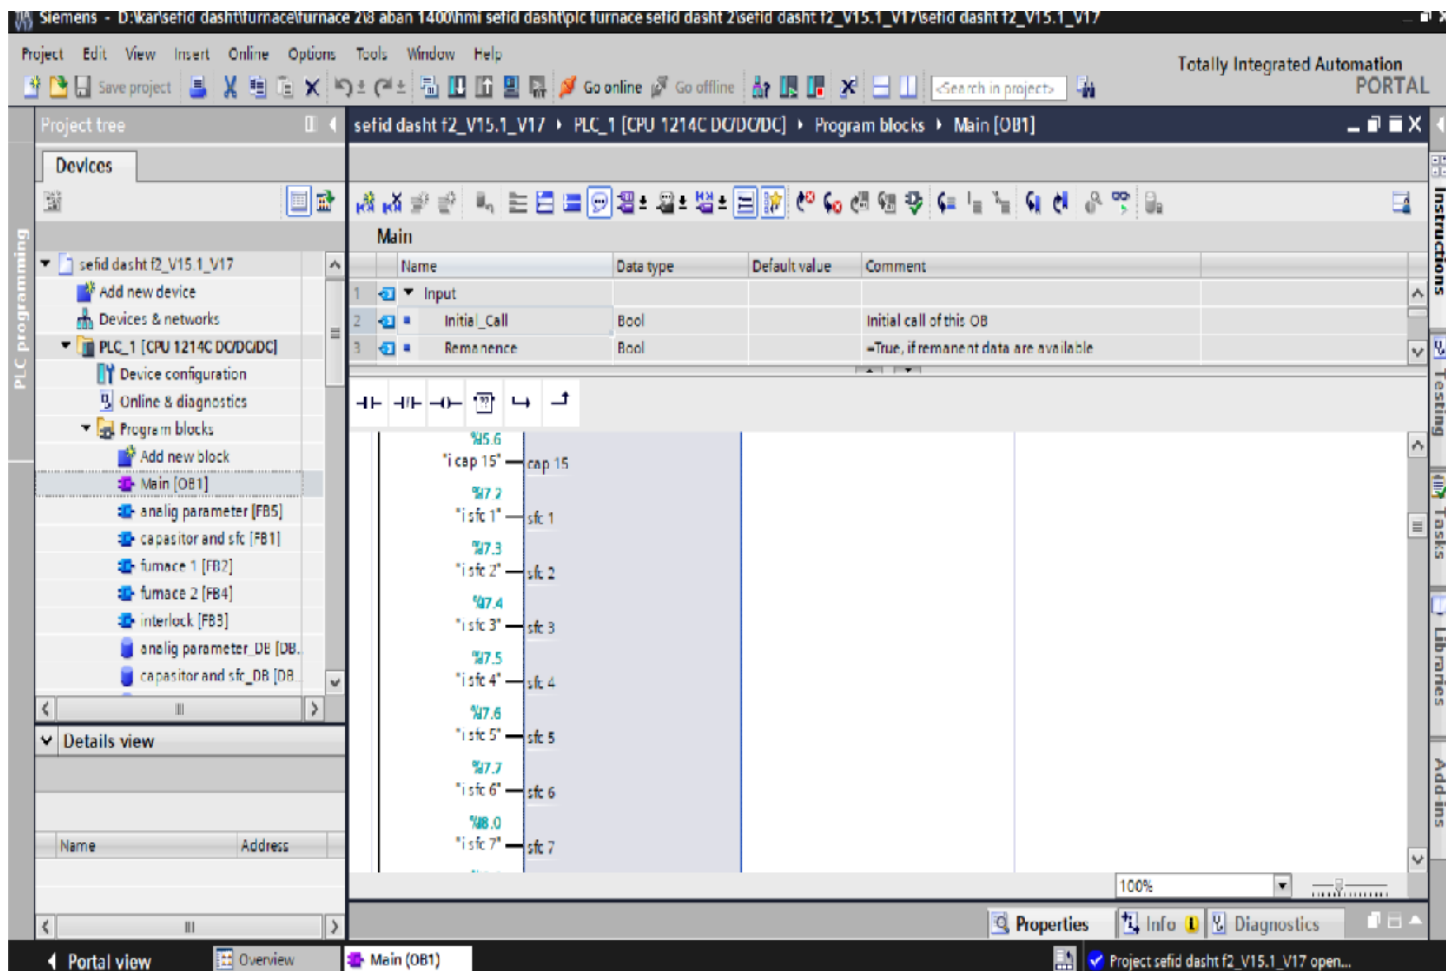 Siemens - D:\kar\sefid dasht\furnace\furnace 2\8 aban 1400\hmi sefid dasht\plc furnace sefid dasht 2\sefid dasht f2_V15.1_V17\sefid dasht f2_V15.1_V17
Project Edit View Insert Online Options Tools Window Help
Totally Integrated Automation
PORTAL
Save project
Go online
Go offline
<Search in project>
Project tree
sefid dasht f2_V15.1_V17 PLC_1 [CPU 1214C DC/DC/DC] Program blocks Main [OB1]
Devices
PLC programming
sefid dasht f2_V15.1_V17
Add new device
Devices & networks
PLC_1 [CPU 1214C DC/DC/DC]
Device configuration
Online & diagnostics
Program blocks
Add new block
Main [OB1]
analig parameter [FB5]
capasitor and sfc [FB1]
furnace 1 [FB2]
furnace 2 [FB4]
interlock [FB3]
analig parameter_DB [DB...
capasitor and sfc_DB [DB...
Details view
Name Address
Main
Name Data type Default value Comment
1 Input
2 Initial_Call Bool Initial call of this OB
3 Remanence Bool =True, if remanent data are available
%I5.6
"i cap 15" cap 15
%I7.2
"i sfc 1" sfc 1
%I7.3
"i sfc 2" sfc 2
%I7.4
"i sfc 3" sfc 3
%I7.5
"i sfc 4" sfc 4
%I7.6
"i sfc 5" sfc 5
%I7.7
"i sfc 6" sfc 6
%I8.0
"i sfc 7" sfc 7
100%
Properties Info Diagnostics
Instructions
Testing
Tasks
Libraries
Add-ins
Portal view Overview Main (OB1)
Project sefid dasht f2_V15.1_V17 open...